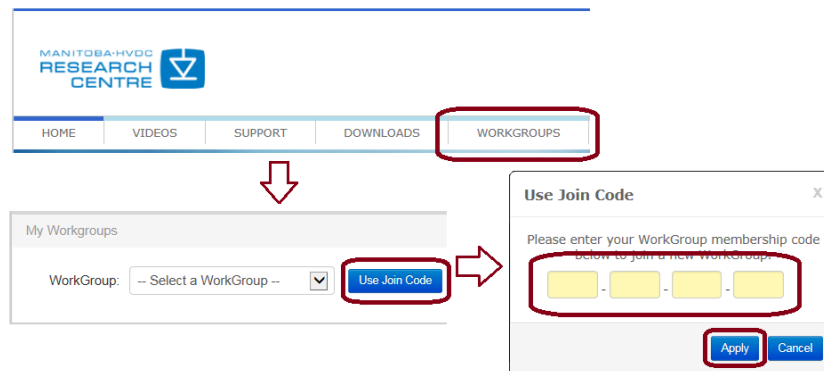 MANITOBA-HVDC
RESEARCH
CENTRE
HOME VIDEOS SUPPORT DOWNLOADS WORKGROUPS
My Workgroups
WorkGroup: -- Select a WorkGroup -- Use Join Code
Use Join Code X
Please enter your WorkGroup membership code
below to join a new WorkGroup.
- - -
Apply Cancel